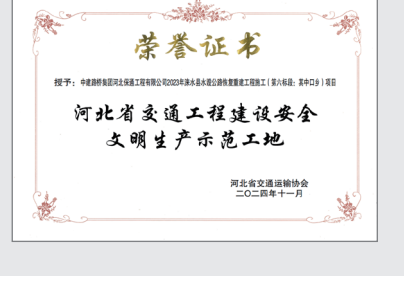 荣誉证书
授予：中建路桥集团河北保通工程有限公司2023年涞水县水毁公路恢复重建工程施工（第六标段：其中口乡）项目
河北省交通工程建设安全
文明生产示范工地
河北省交通运输协会
二〇二四年十一月